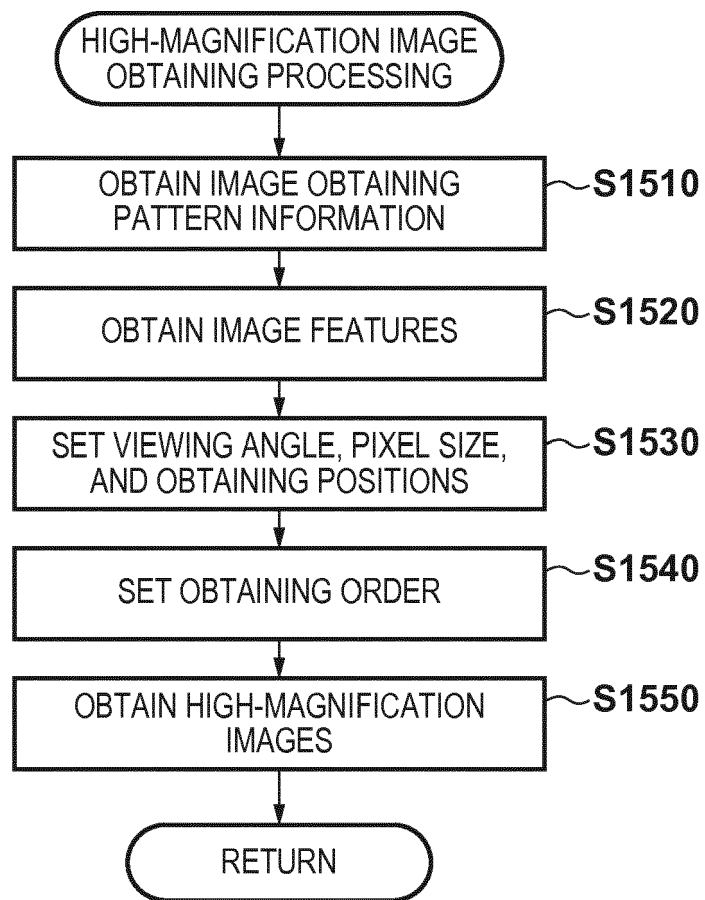 HIGH-MAGNIFICATION IMAGE
OBTAINING PROCESSING
OBTAIN IMAGE OBTAINING
PATTERN INFORMATION
S1510
OBTAIN IMAGE FEATURES
S1520
SET VIEWING ANGLE, PIXEL SIZE,
AND OBTAINING POSITIONS
S1530
SET OBTAINING ORDER
S1540
OBTAIN HIGH-MAGNIFICATION
IMAGES
S1550
RETURN